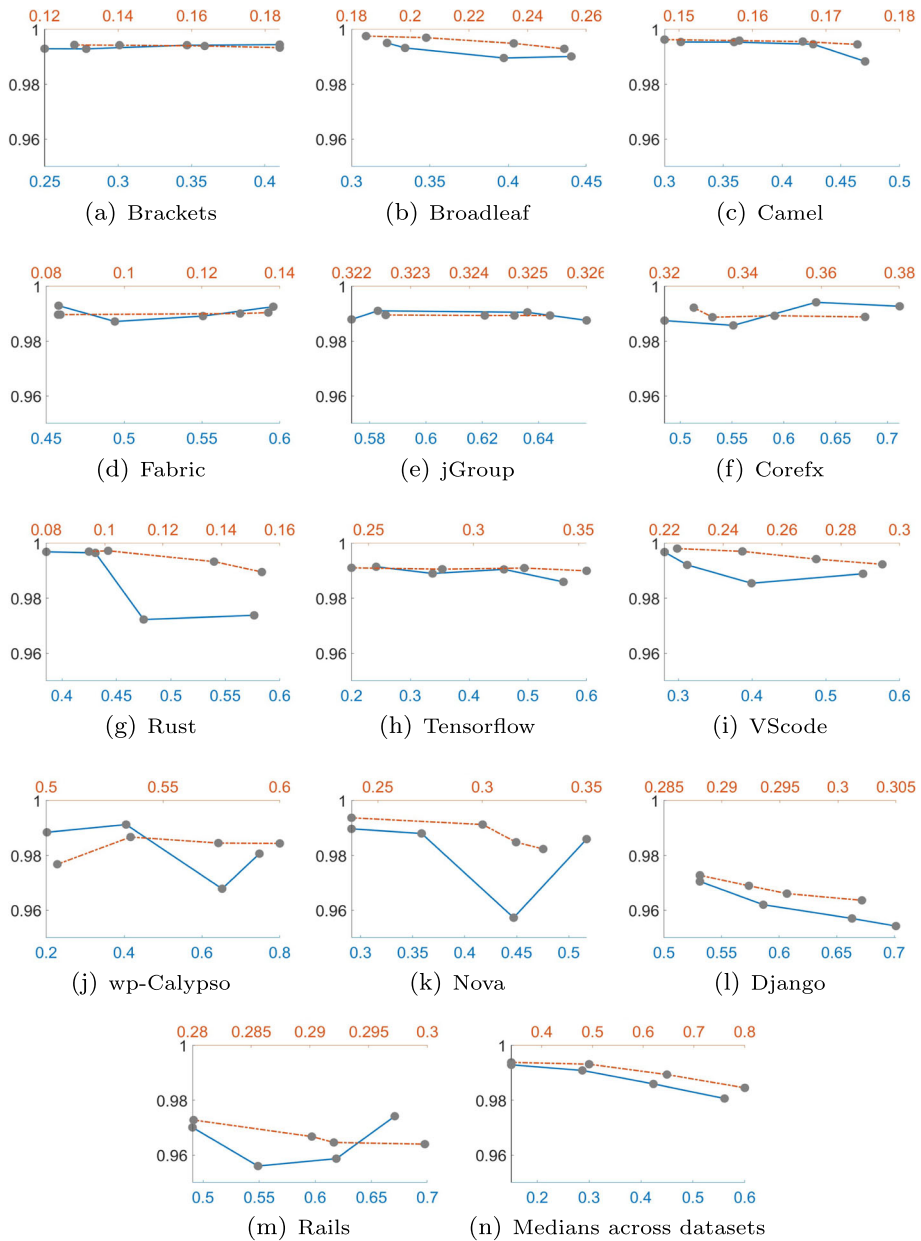 0.12 0.14 0.16 0.18 0.18 0.2 0.22 0.24 0.26 0.15 0.16 0.17 0.18
1 1 1
0.98 0.98 0.98
0.96 0.96 0.96
0.25 0.3 0.35 0.4 0.3 0.35 0.4 0.45 0.3 0.35 0.4 0.45 0.5
(a) Brackets (b) Broadleaf (c) Camel
0.08 0.1 0.12 0.14 0.322 0.323 0.324 0.325 0.326 0.32 0.34 0.36 0.38
1 1 1
0.98 0.98 0.98
0.96 0.96 0.96
0.45 0.5 0.55 0.6 0.58 0.6 0.62 0.64 0.5 0.55 0.6 0.65 0.7
(d) Fabric (e) jGroup (f) Corefx
0.08 0.1 0.12 0.14 0.16 0.25 0.3 0.35 0.22 0.24 0.26 0.28 0.3
1 1 1
0.98 0.98 0.98
0.96 0.96 0.96
0.4 0.45 0.5 0.55 0.6 0.2 0.3 0.4 0.5 0.6 0.3 0.4 0.5 0.6
(g) Rust (h) Tensorflow (i) VScode
0.5 0.55 0.6 0.25 0.3 0.35 0.285 0.29 0.295 0.3 0.305
1 1 1
0.98 0.98 0.98
0.96 0.96 0.96
0.2 0.4 0.6 0.8 0.3 0.35 0.4 0.45 0.5 0.5 0.55 0.6 0.65 0.7
(j) wp-Calypso (k) Nova (l) Django
0.28 0.285 0.29 0.295 0.3 0.4 0.5 0.6 0.7 0.8
1 1
0.98 0.98
0.96 0.96
0.5 0.55 0.6 0.65 0.7 0.2 0.3 0.4 0.5 0.6
(m) Rails (n) Medians across datasets